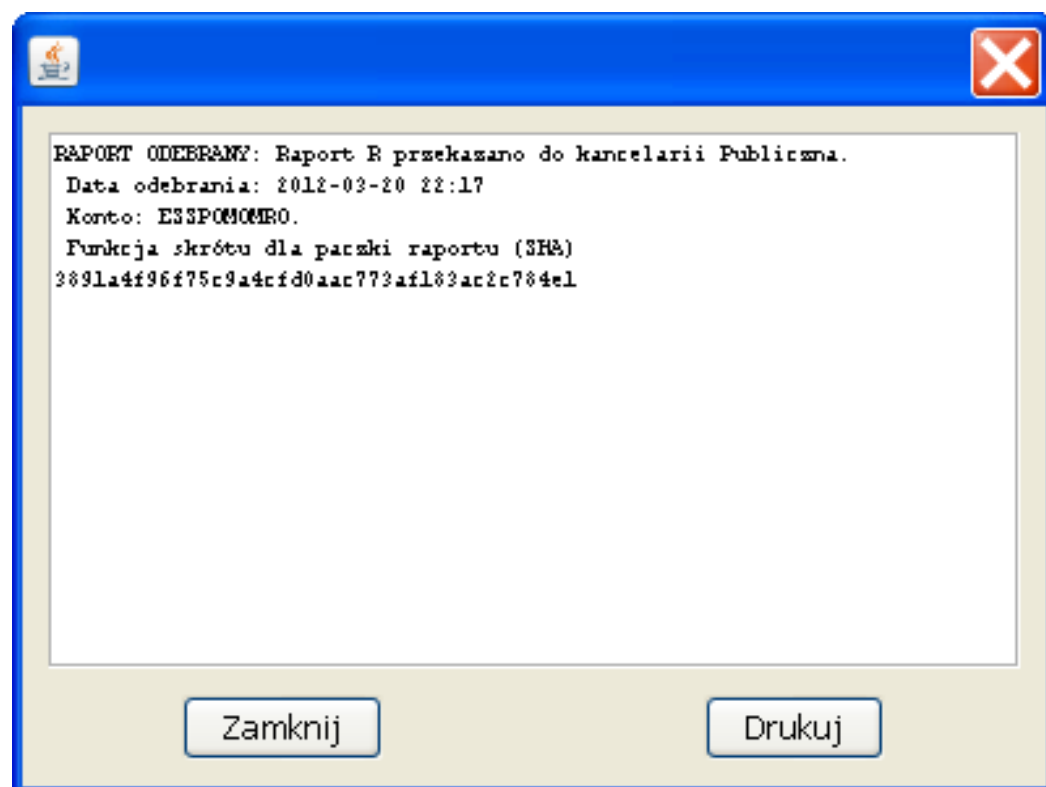 RAPORT ODEBRANY: Raport R przekazano do kancelarii Publiczna.
Data odebrania: 2012-03-20 22:17
Konto: ESSPOMOMRO.
Funkcja skrótu dla paczki raportu (SHA)
3891a4f96f75c9a4cfd0aac773af183ac2c784e1
Zamknij Drukuj